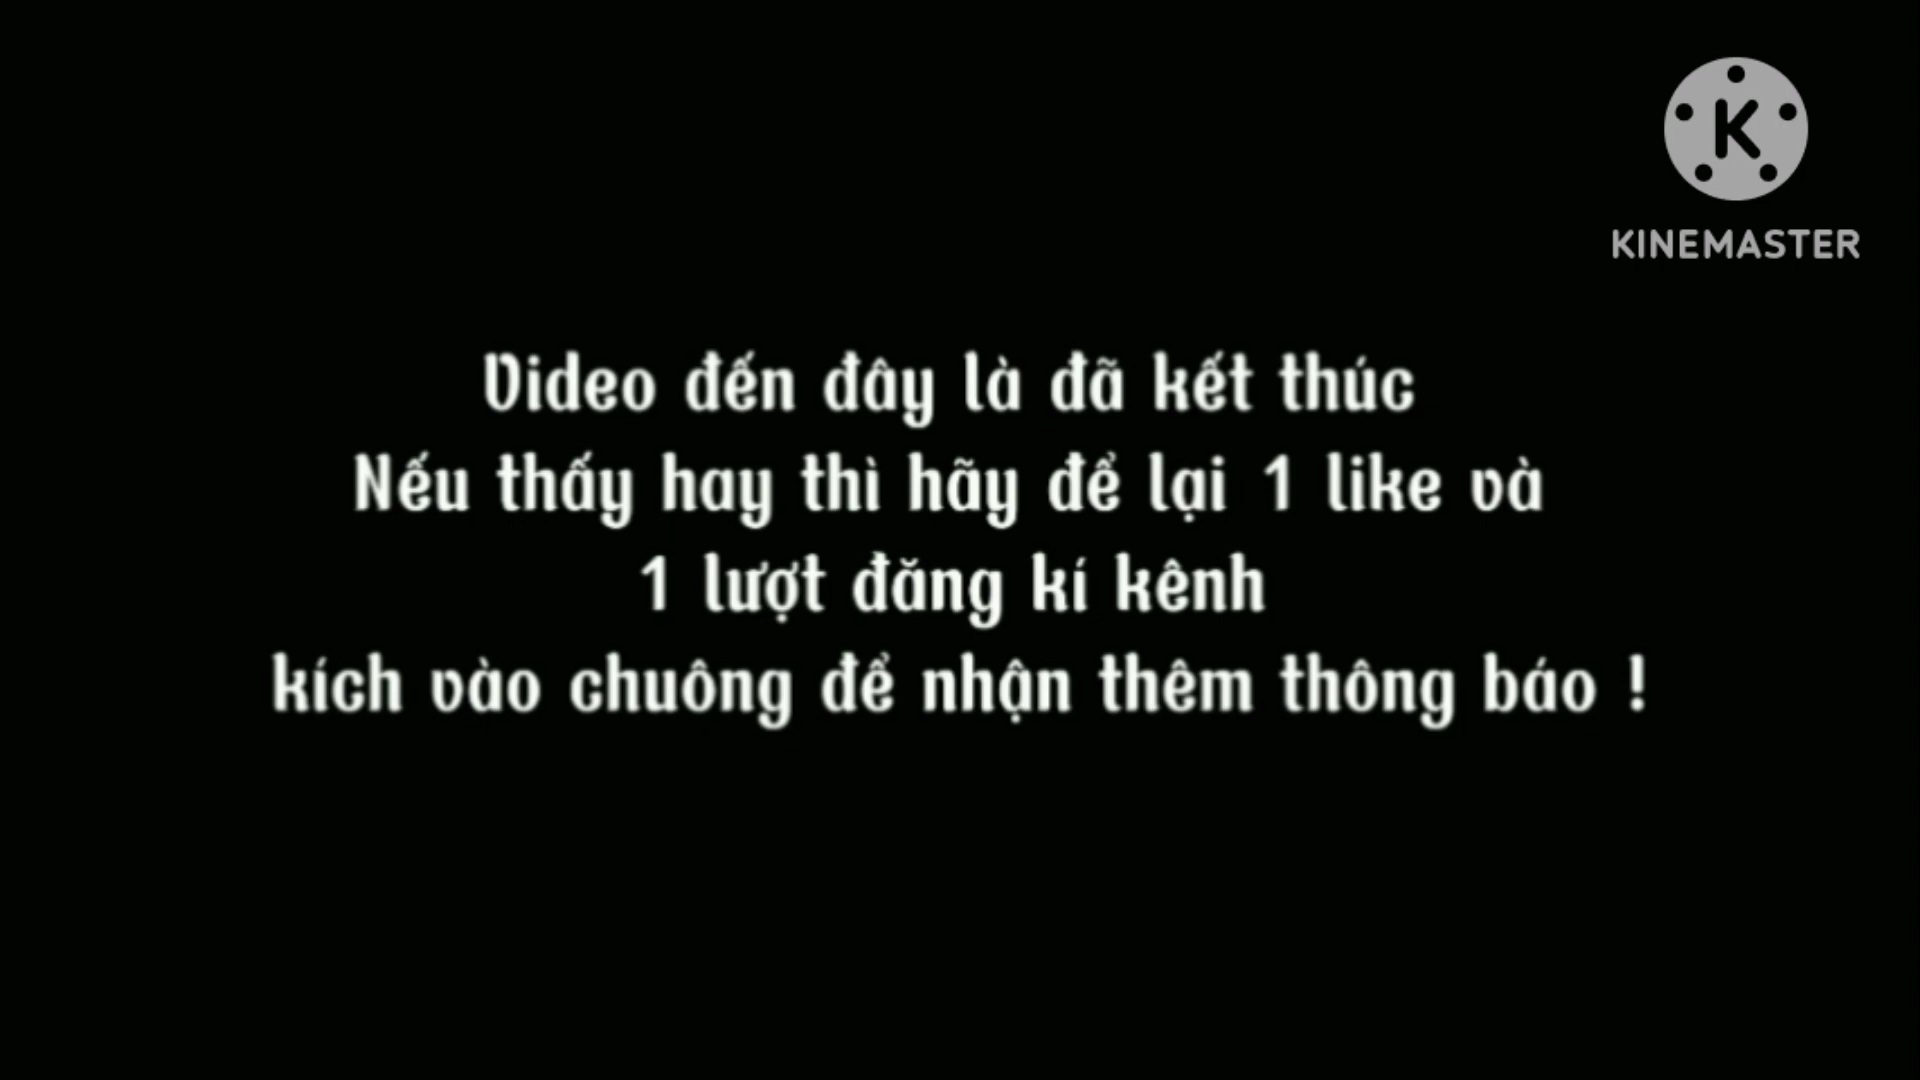 K
KINEMASTER
Video đến đây là đã kết thúc
Nếu thấy hay thì hãy để lại 1 like và
1 lượt đăng kí kênh
kích vào chuông để nhận thêm thông báo !